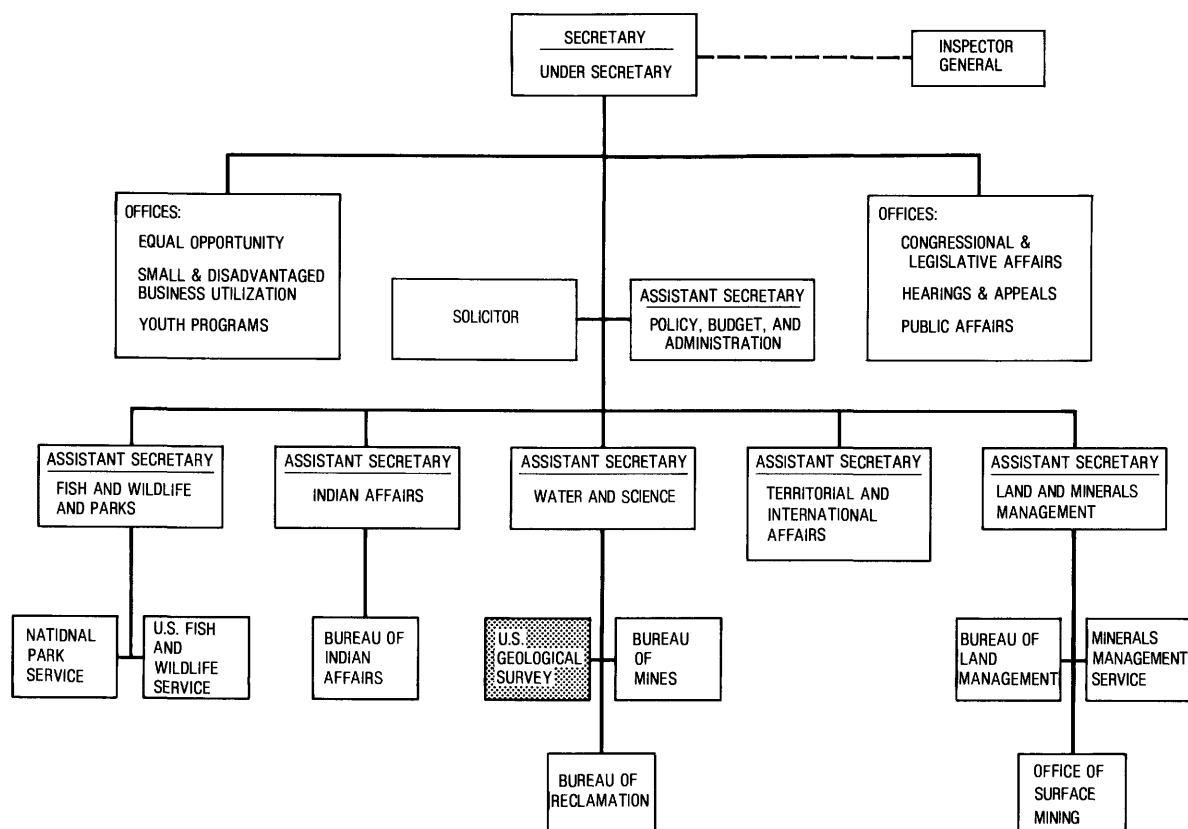 SECRETARY
UNDER SECRETARY
INSPECTOR
GENERAL
OFFICES:
EQUAL OPPORTUNITY
SMALL & DISADVANTAGED
BUSINESS UTILIZATION
YOUTH PROGRAMS
SOLICITOR
ASSISTANT SECRETARY
POLICY, BUDGET, AND
ADMINISTRATION
OFFICES:
CONGRESSIONAL &
LEGISLATIVE AFFAIRS
HEARINGS & APPEALS
PUBLIC AFFAIRS
ASSISTANT SECRETARY
FISH AND WILDLIFE
AND PARKS
ASSISTANT SECRETARY
INDIAN AFFAIRS
ASSISTANT SECRETARY
WATER AND SCIENCE
ASSISTANT SECRETARY
TERRITORIAL AND
INTERNATIONAL
AFFAIRS
ASSISTANT SECRETARY
LAND AND MINERALS
MANAGEMENT
NATIDNAL
PARK
SERVICE
U.S. FISH
AND
WILDLIFE
SERVICE
BUREAU OF
INDIAN
AFFAIRS
U.S.
GEOLOGICAL
SURVEY
BUREAU
OF
MINES
BUREAU OF
LAND
MANAGEMENT
MINERALS
MANAGEMENT
SERVICE
BUREAU OF
RECLAMATION
OFFICE OF
SURFACE
MINING